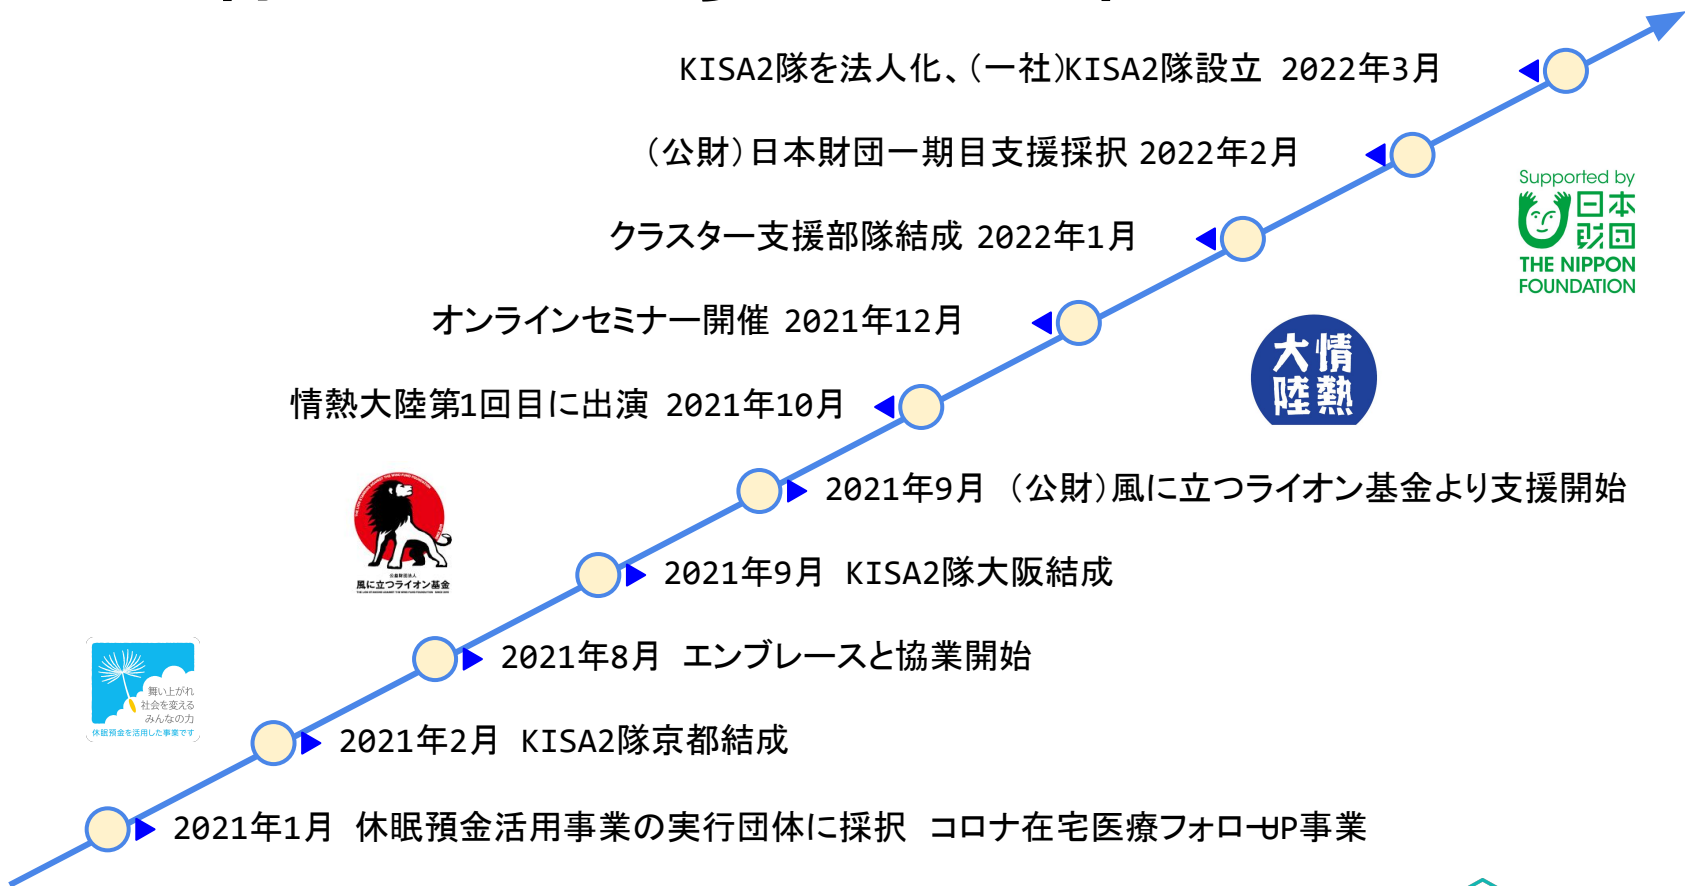 KISA2隊を法人化、（一社）KISA2隊設立 2022年3月
（公財）日本財団一期目支援採択 2022年2月
Supported by
日本
財団
THE NIPPON
FOUNDATION
クラスター支援部隊結成 2022年1月
オンラインセミナー開催 2021年12月
情熱
大陸
情熱大陸第1回目に出演 2021年10月
2021年9月 （公財）風に立つライオン基金より支援開始
公益財団法人
風に立つライオン基金
2021年9月 KISA2隊大阪結成
2021年8月 エンブレースと協業開始
舞い上がれ
社会を変える
みんなの力
休眠預金を活用した事業です
2021年2月 KISA2隊京都結成
2021年1月 休眠預金活用事業の実行団体に採択 コロナ在宅医療フォローUP事業